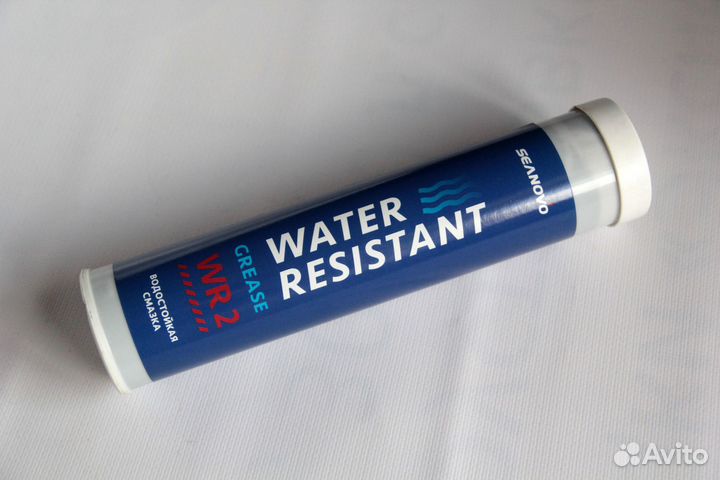 SEANOVO
WATER
RESISTANT
GREASE
WR 2
ВОДОСТОЙКАЯ
СМАЗКА
Avito